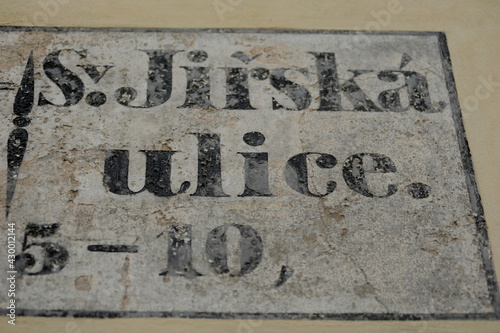 Sv. Jiřská
ulice.
5-10,